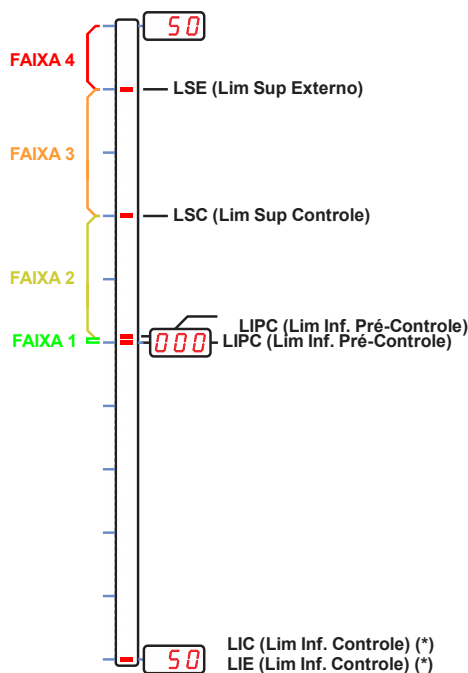 50
FAIXA 4
LSE (Lim Sup Externo)
FAIXA 3
LSC (Lim Sup Controle)
FAIXA 2
LIPC (Lim Inf. Pré-Controle)
FAIXA 1
000
LIPC (Lim Inf. Pré-Controle)
LIC (Lim Inf. Controle) (*)
50
LIE (Lim Inf. Controle) (*)